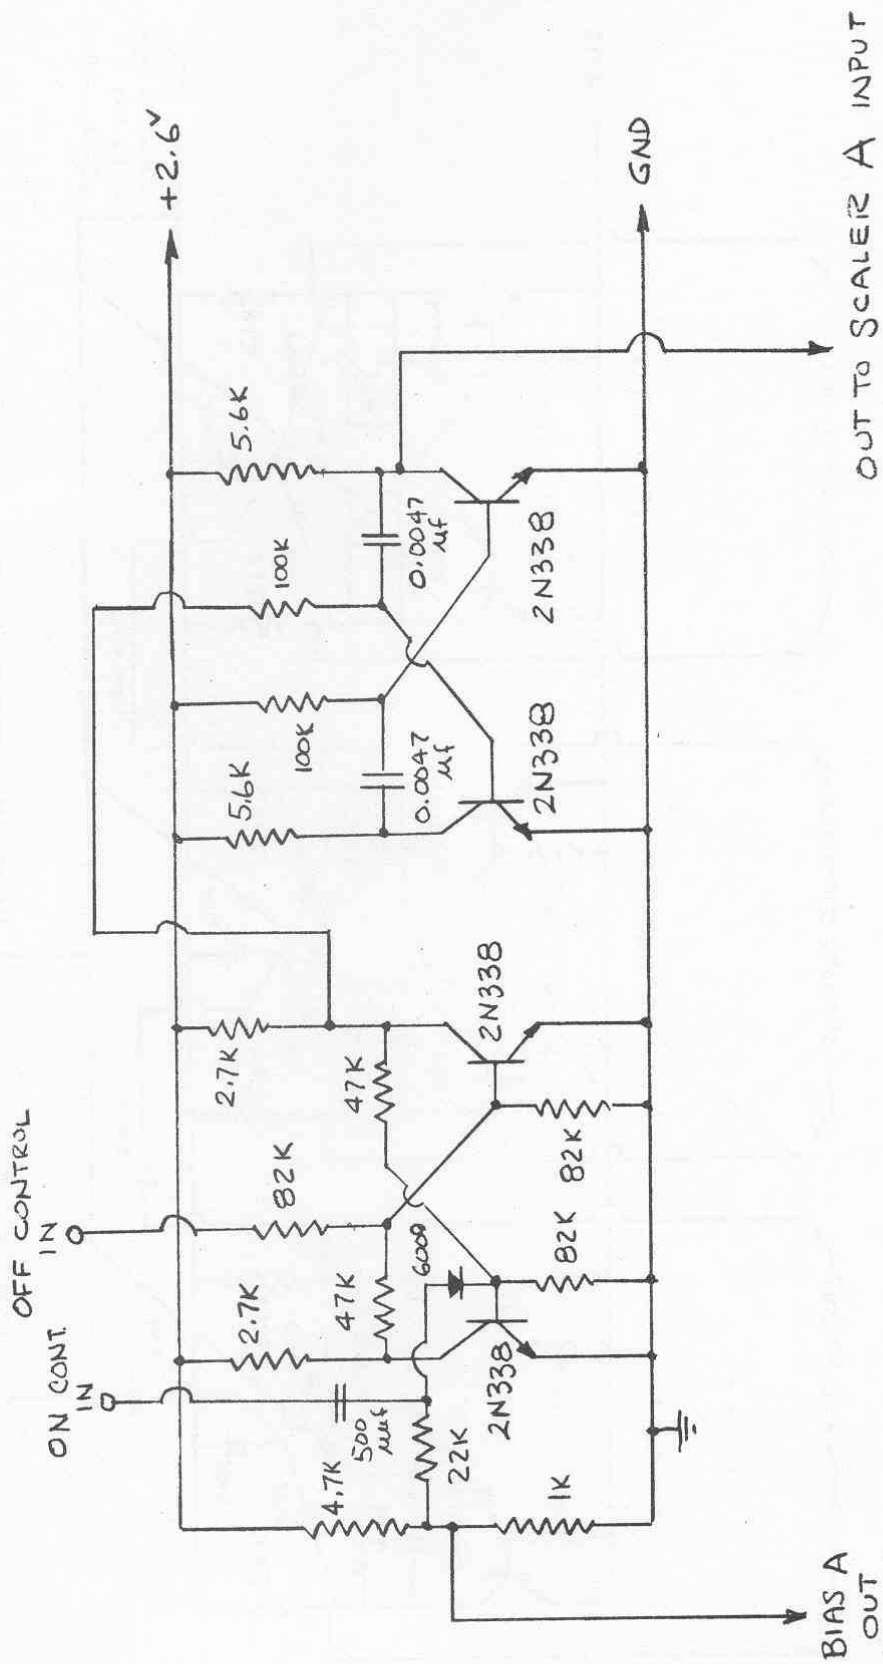 OFF CONTROL
IN
ON CONT.
IN
+2.6V
4.7K
500
µµf
2.7K
47K
82K
2.7K
47K
5.6K
100K
100K
5.6K
0.0047
µf
0.0047
µf
22K
600Ω
1K
2N338
82K
82K
2N338
2N338
2N338
GND
BIAS A
OUT
OUT TO SCALER A INPUT